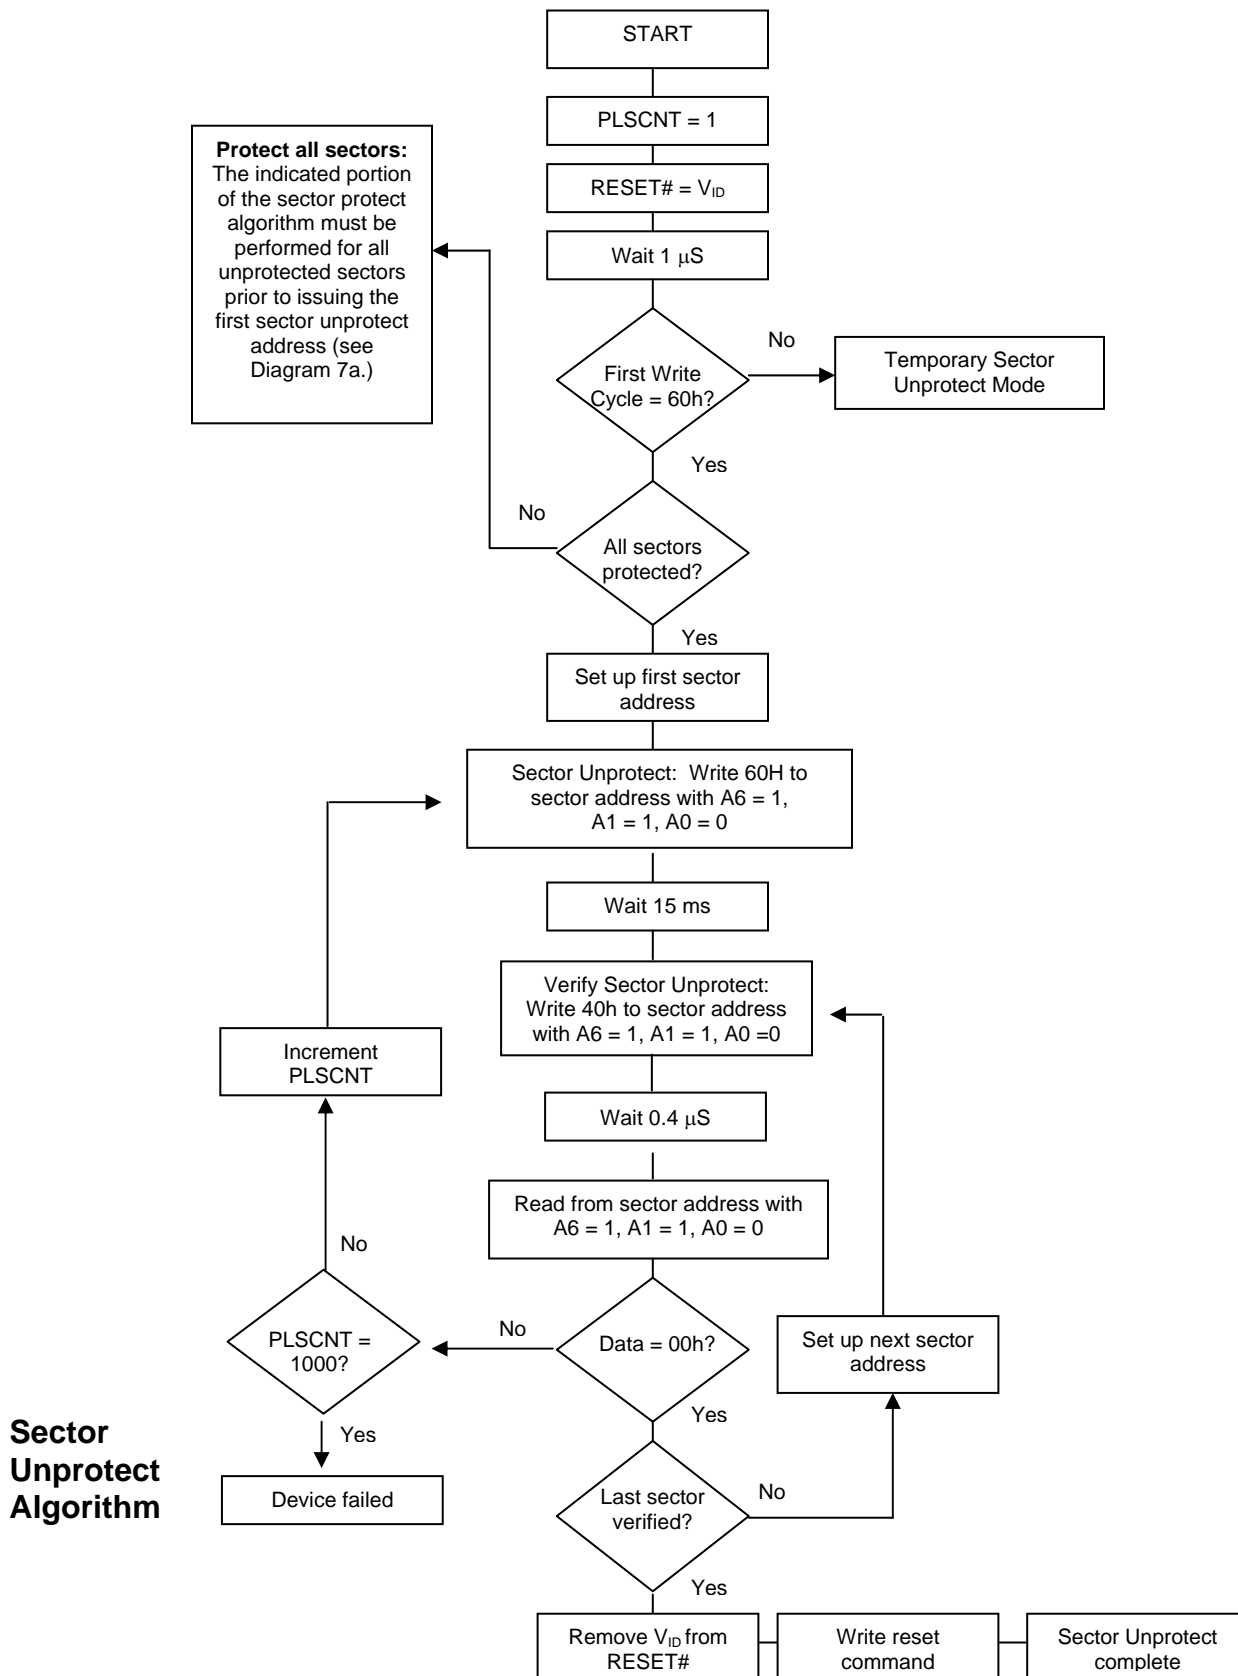 START
PLSCNT = 1
Protect all sectors:
The indicated portion
of the sector protect
algorithm must be
performed for all
unprotected sectors
prior to issuing the
first sector unprotect
address (see
Diagram 7a.)
RESET# = VID
Wait 1 μS
First Write
Cycle = 60h?
No
Temporary Sector
Unprotect Mode
Yes
No
All sectors
protected?
Yes
Set up first sector
address
Sector Unprotect: Write 60H to
sector address with A6 = 1,
A1 = 1, A0 = 0
Wait 15 ms
Verify Sector Unprotect:
Write 40h to sector address
with A6 = 1, A1 = 1, A0 =0
Increment
PLSCNT
Wait 0.4 μS
Read from sector address with
A6 = 1, A1 = 1, A0 = 0
No
PLSCNT =
1000?
No
Data = 00h?
Set up next sector
address
Yes
Yes
Sector
Unprotect
Algorithm
Device failed
Last sector
verified?
No
Yes
Remove VID from
RESET#
Write reset
command
Sector Unprotect
complete